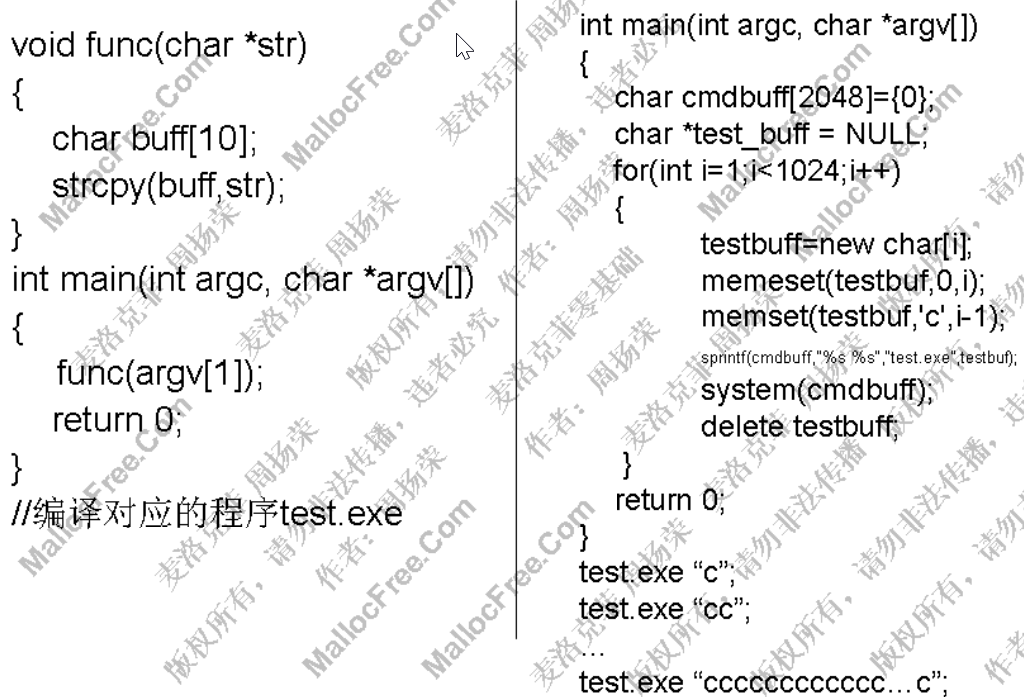 void func(char *str)
{
char buff[10];
strcpy(buff,str);
}
int main(int argc, char *argv[])
{
func(argv[1]);
return 0;
}
//编译对应的程序test.exe
int main(int argc, char *argv[])
{
char cmdbuff[2048]={0};
char *test_buff = NULL;
for(int i=1;i<1024;i++)
{
testbuff=new char[i];
memeset(testbuf,0,i);
memset(testbuf,'c',i-1);
sprintf(cmdbuff,"%s %s","test.exe",testbuf);
system(cmdbuff);
delete testbuff;
}
return 0;
}
test.exe “c”;
test.exe “cc”;
...
test.exe “ccccccccccccc...c”;
MallocFree.Com
麦洛克菲 周扬荣
版权所有，请勿非法传播，违者必究
作者：周扬荣
麦洛克菲零基础